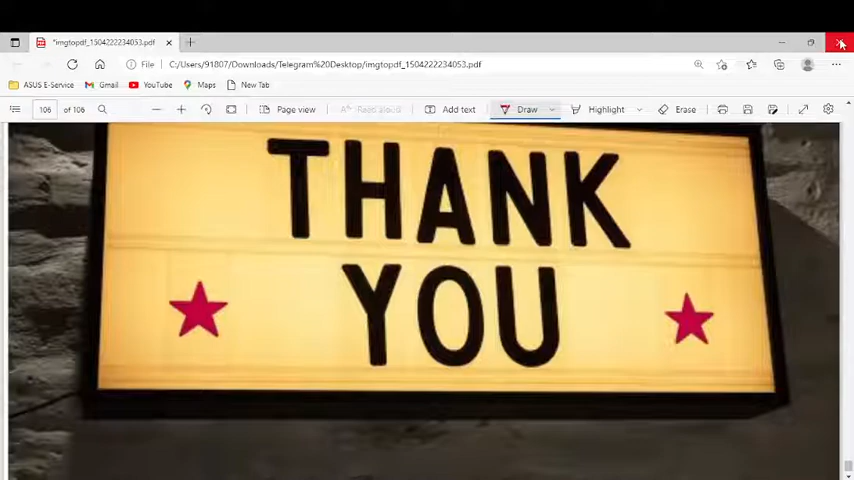 *imgtopdf_1504222234053.pdf
File C:/Users/91807/Downloads/Telegram%20Desktop/imgtopdf_1504222234053.pdf
ASUS E-Service Gmail YouTube Maps New Tab
106 of 106 Page view Read aloud Add text Draw Highlight Erase
THANK
YOU